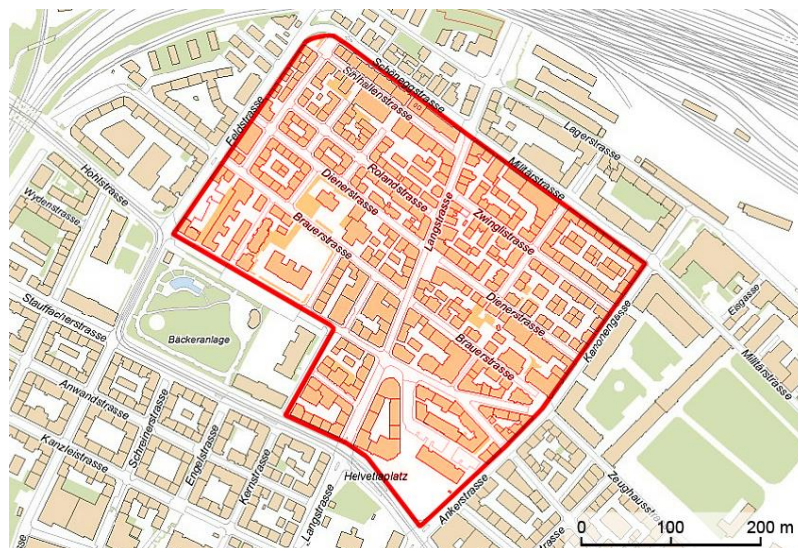 Schöneggstrasse
Sihlhallenstrasse
Feldstrasse
Lagerstrasse
Militärstrasse
Hohlstrasse
Rolandstrasse
Dienerstrasse
Wydenstrasse
Langstrasse
Zwinglistrasse
Brauerstrasse
Eisgasse
Dienerstrasse
Kanonengasse
Stauffacherstrasse
Bäckeranlage
Brauerstrasse
Militärstrasse
Anwandstrasse
Schreinerstrasse
Engelstrasse
Kanzleistrasse
Kernstrasse
Helvetiaplatz
Langstrasse
Ankerstrasse
Zeughausstrasse
0 100 200 m